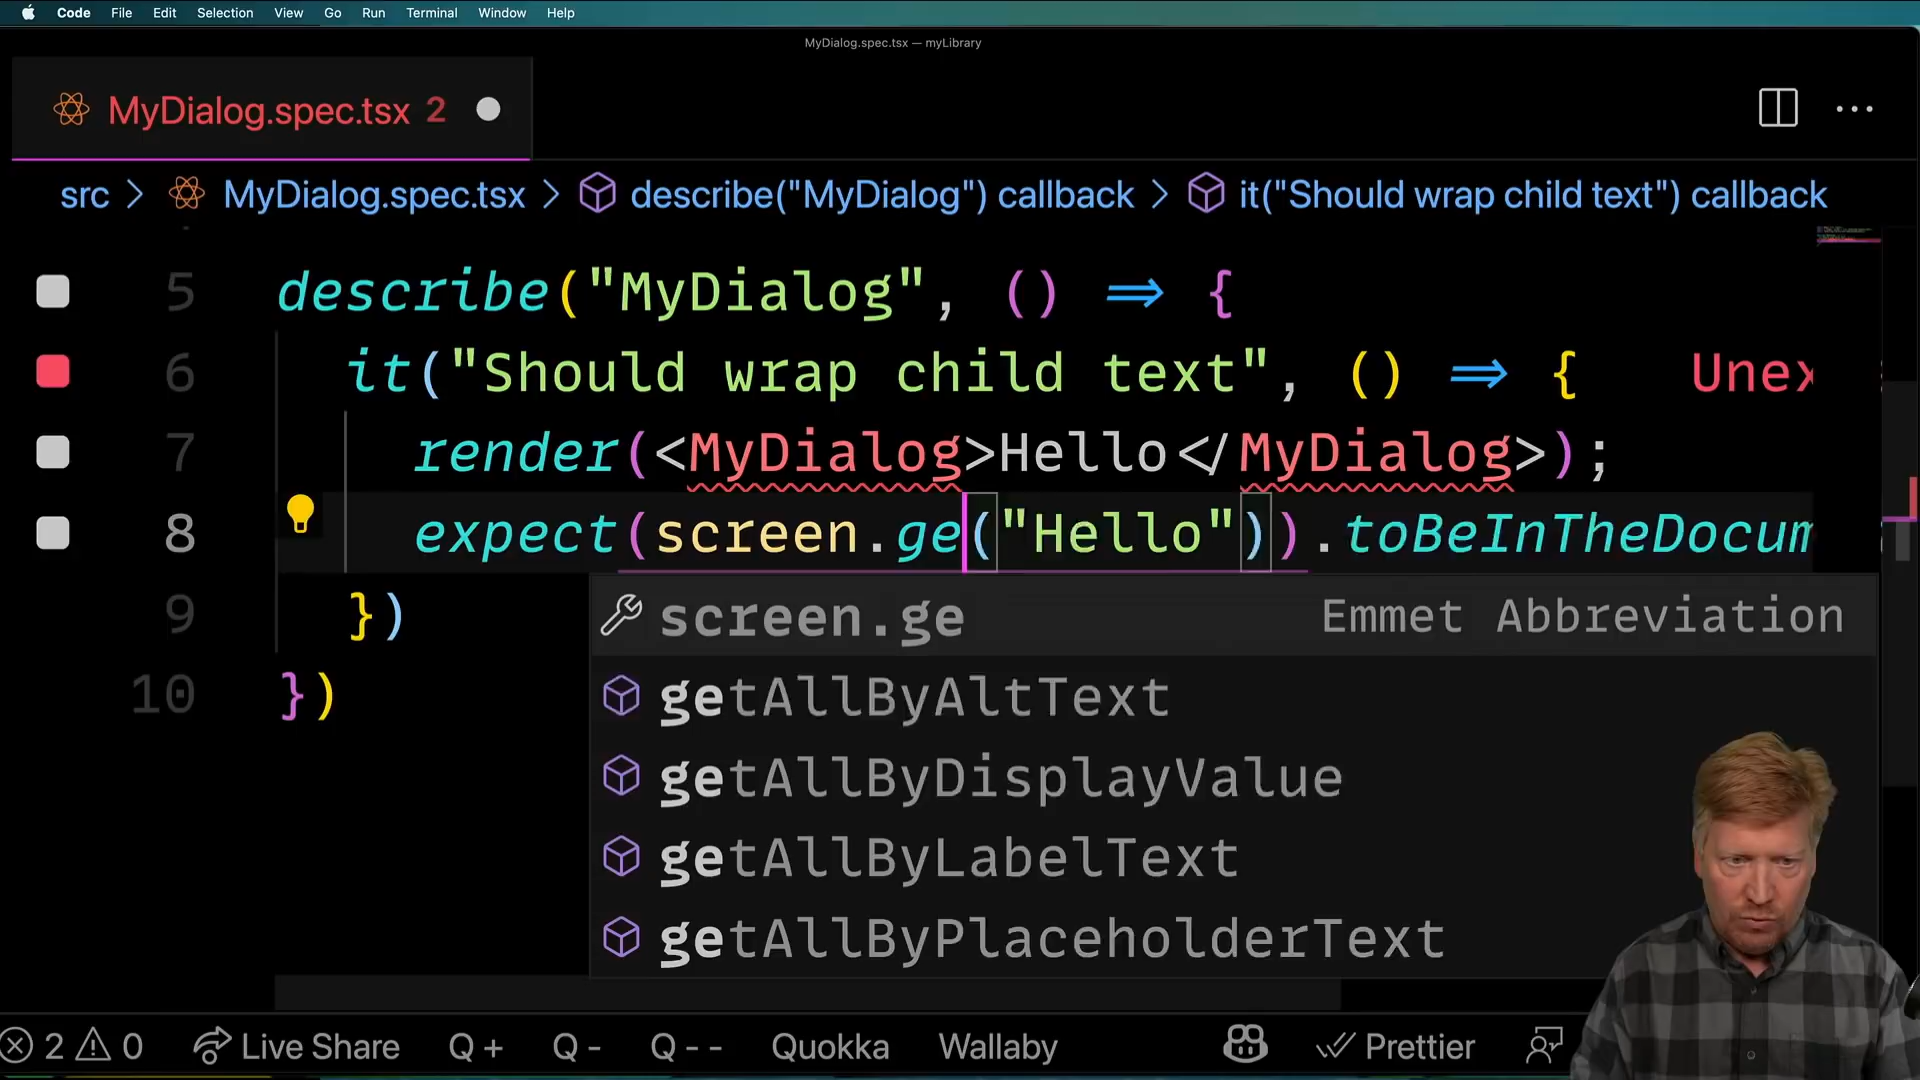 Code File Edit Selection View Go Run Terminal Window Help
MyDialog.spec.tsx — myLibrary
MyDialog.spec.tsx 2
src > MyDialog.spec.tsx > describe("MyDialog") callback > it("Should wrap child text") callback
5 describe("MyDialog", () => {
6 it("Should wrap child text", () => { Unex
7 render(<MyDialog>Hello</MyDialog>);
8 expect(screen.ge("Hello")).toBeInTheDocum
screen.ge Emmet Abbreviation
9 })
getAllByAltText
10 })
getAllByDisplayValue
getAllByLabelText
getAllByPlaceholderText
2 0 Live Share Q + Q - Q - - Quokka Wallaby Prettier